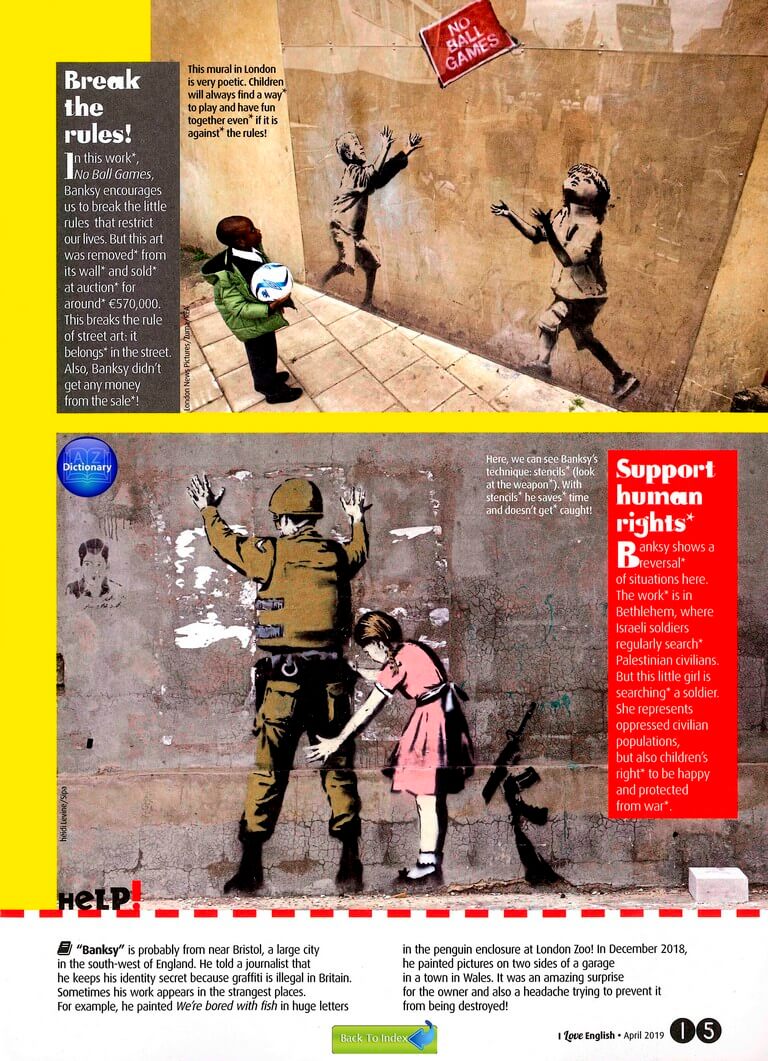 NO
BALL
GAMES
Break
the
rules!
In this work*,
No Ball Games,
Banksy encourages
us to break the little
rules that restrict
our lives. But this art
was removed* from
its wall* and sold*
at auction* for
around* €570,000.
This breaks the rule
of street art: it
belongs* in the street.
Also, Banksy didn't
get any money
from the sale*!
This mural in London
is very poetic. Children
will always find a way*
to play and have fun
together even* if it is
against* the rules!
London News Pictures/Zuma/REA
A Z
Dictionary
Here, we can see Banksy's
technique: stencils* (look
at the weapon*). With
stencils* he saves* time
and doesn't get* caught!
Support
human
rights*
Banksy shows a
reversal*
of situations here.
The work* is in
Bethlehem, where
Israeli soldiers
regularly search*
Palestinian civilians.
But this little girl is
searching* a soldier.
She represents
oppressed civilian
populations,
but also children's
right* to be happy
and protected
from war*.
heidi Levine/Sipa
HELP!
"Banksy" is probably from near Bristol, a large city
in the south-west of England. He told a journalist that
he keeps his identity secret because graffiti is illegal in Britain.
Sometimes his work appears in the strangest places.
For example, he painted We're bored with fish in huge letters
in the penguin enclosure at London Zoo! In December 2018,
he painted pictures on two sides of a garage
in a town in Wales. It was an amazing surprise
for the owner and also a headache trying to prevent it
from being destroyed!
Back To Index
I Love English • April 2019 15